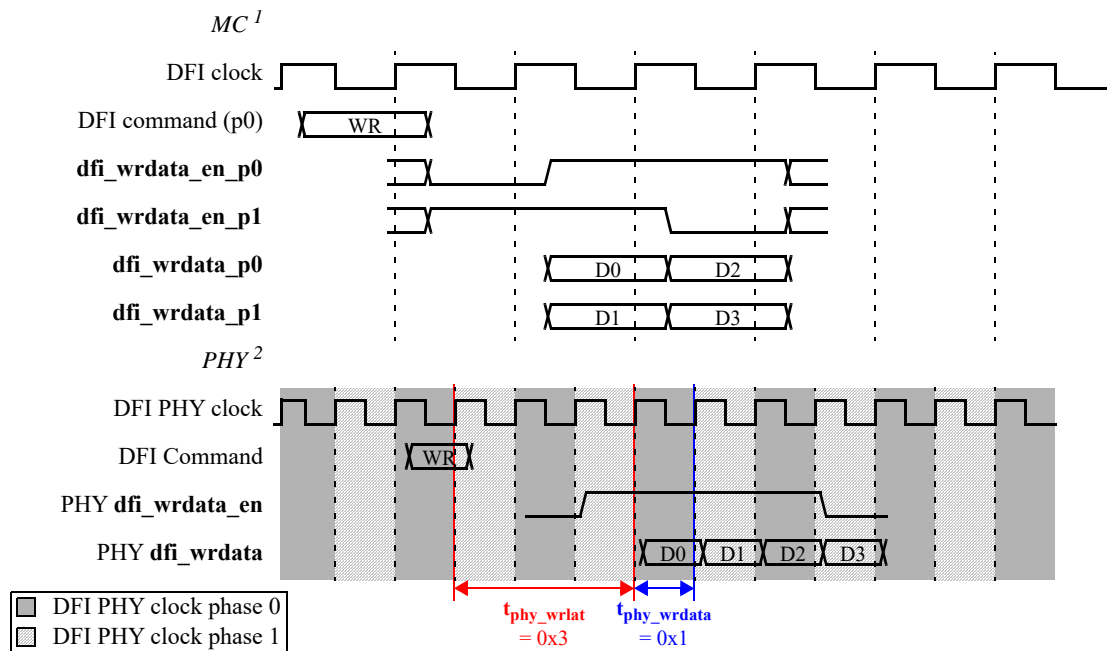 MC 1
DFI clock
DFI command (p0)
WR
dfi_wrdata_en_p0
dfi_wrdata_en_p1
dfi_wrdata_p0
D0 D2
dfi_wrdata_p1
D1 D3
PHY 2
DFI PHY clock
DFI Command
WR
PHY dfi_wrdata_en
PHY dfi_wrdata
D0 D1 D2 D3
DFI PHY clock phase 0
DFI PHY clock phase 1
tphy_wrlat
= 0x3
tphy_wrdata
= 0x1